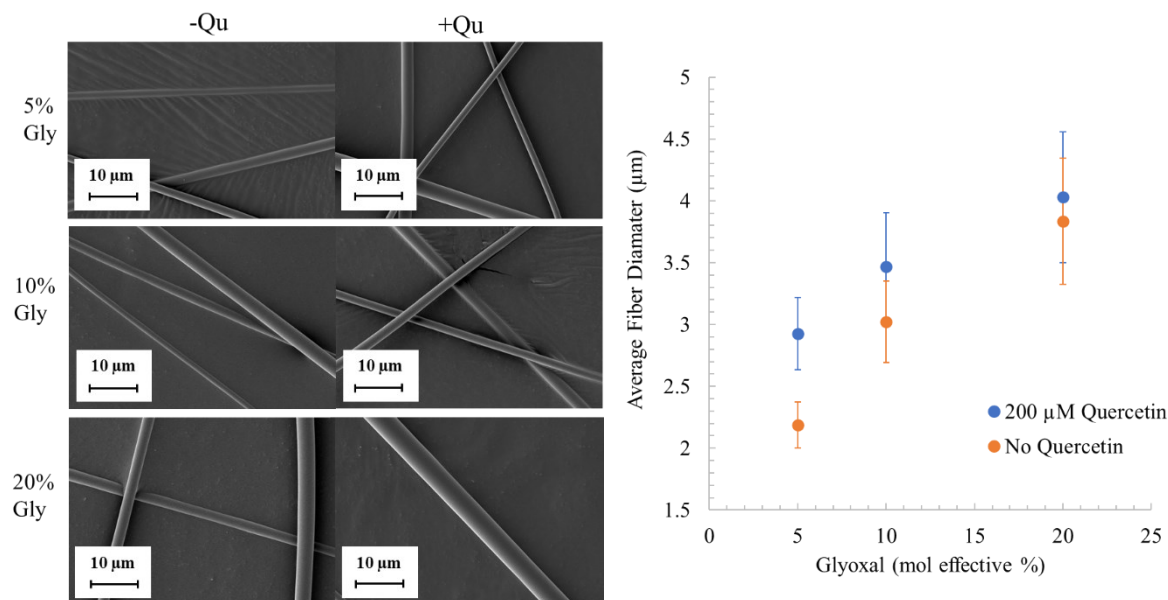 -Qu
+Qu
5%
Gly
10 µm
10 µm
10%
Gly
10 µm
10 µm
20%
Gly
10 µm
10 µm
Average Fiber Diamater (µm)
5
4.5
4
3.5
3
2.5
2
1.5
0
5
10
15
20
25
Glyoxal (mol effective %)
200 µM Quercetin
No Quercetin